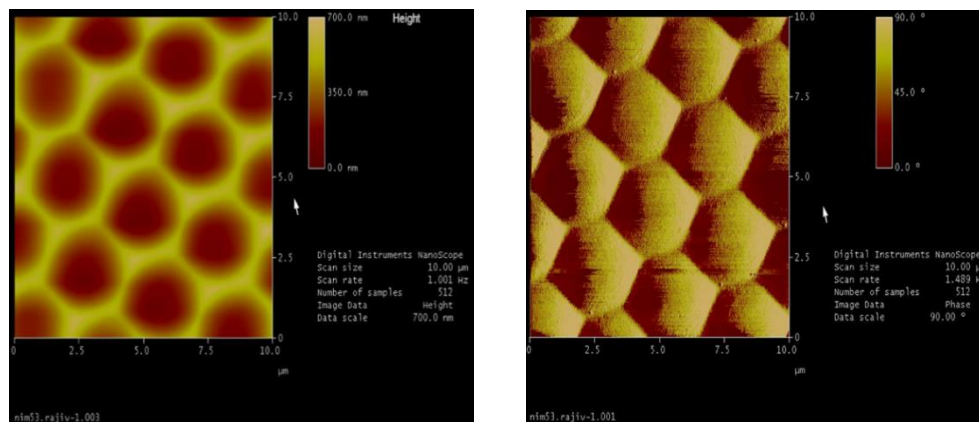 700.0 nm
Height
350.0 nm
0.0 nm
10.0
7.5
5.0
2.5
0
0
2.5
5.0
7.5
10.0
µm
Digital Instruments NanoScope
Scan size 10.00 µm
Scan rate 1.001 Hz
Number of samples 512
Image Data Height
Data scale 700.0 nm
nim53.rajiv-1.003
90.0 °
45.0 °
0.0 °
10.0
7.5
5.0
2.5
0
0
2.5
5.0
7.5
10.0
µm
Digital Instruments NanoScope
Scan size 10.00
Scan rate 1.489
Number of samples 512
Image Data Phase
Data scale 90.00 °
nim53.rajiv-1.001